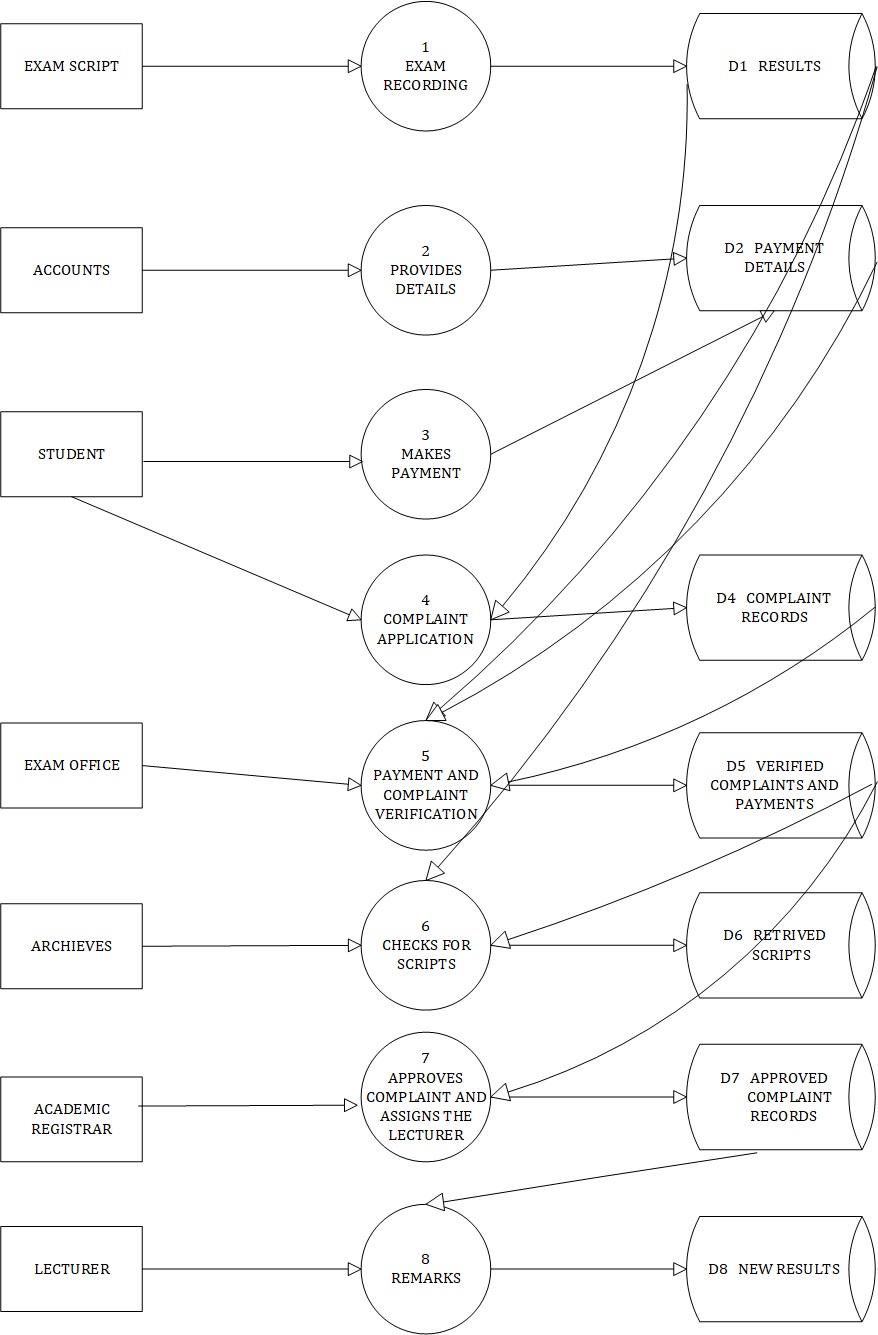 EXAM SCRIPT
1
EXAM
RECORDING
D1 RESULTS
ACCOUNTS
2
PROVIDES
DETAILS
D2 PAYMENT
DETAILS
STUDENT
3
MAKES
PAYMENT
4
COMPLAINT
APPLICATION
D4 COMPLAINT
RECORDS
EXAM OFFICE
5
PAYMENT AND
COMPLAINT
VERIFICATION
D5 VERIFIED
COMPLAINTS AND
PAYMENTS
ARCHIEVES
6
CHECKS FOR
SCRIPTS
D6 RETRIVED
SCRIPTS
ACADEMIC
REGISTRAR
7
APPROVES
COMPLAINT AND
ASSIGNS THE
LECTURER
D7 APPROVED
COMPLAINT
RECORDS
LECTURER
8
REMARKS
D8 NEW RESULTS